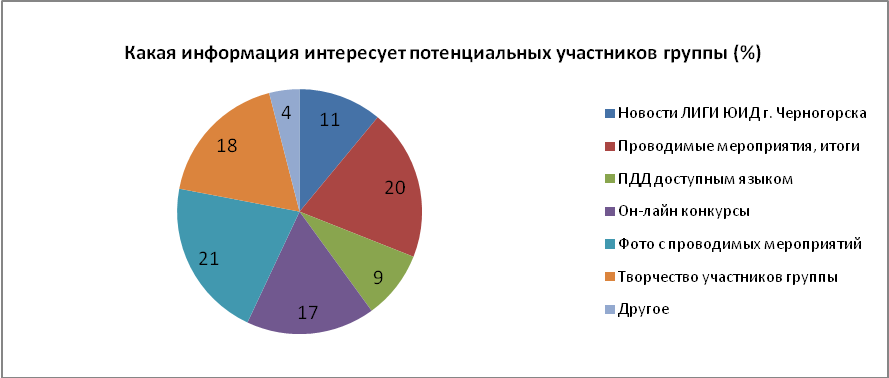 Какая информация интересует потенциальных участников группы (%)
4
11
18
20
21
9
17
Новости ЛИГИ ЮИД г. Черногорска
Проводимые мероприятия, итоги
ПДД доступным языком
Он-лайн конкурсы
Фото с проводимых мероприятий
Творчество участников группы
Другое